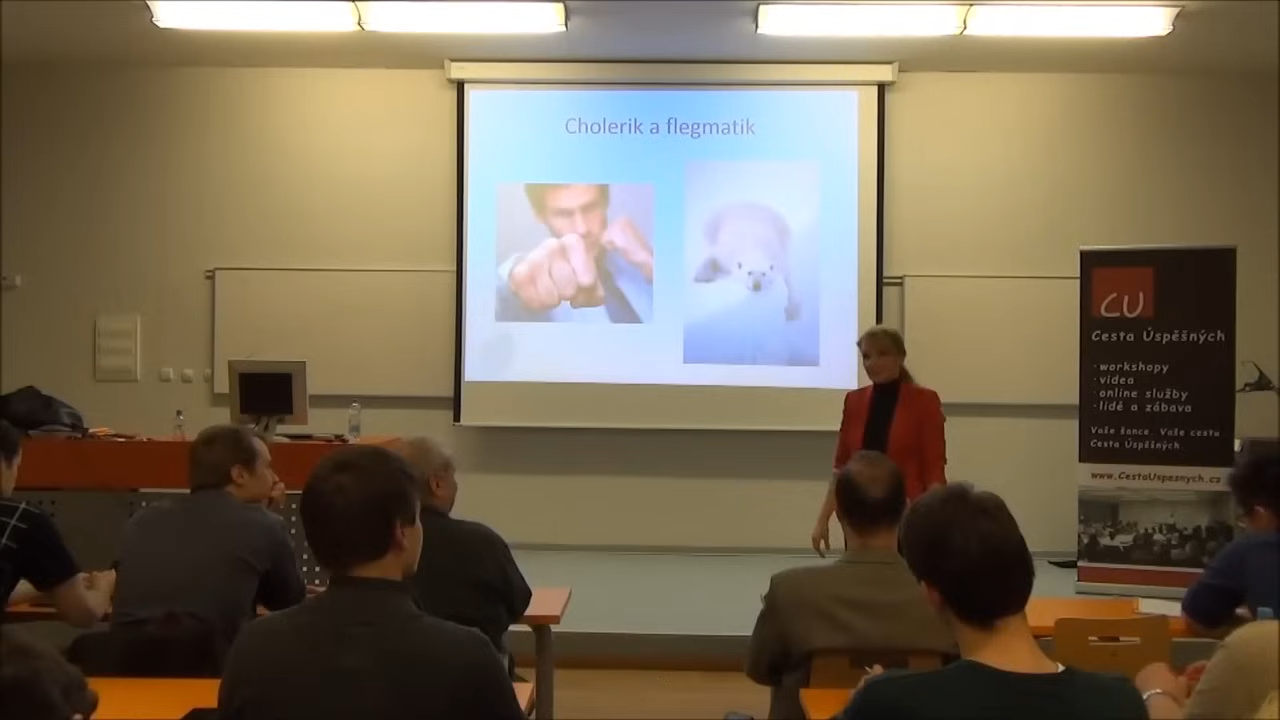 Cholerik a flegmatik
CU
Cesta Úspěšných
· workshopy
· videa
· online služby
· lidé a zábava
Vaše šance. Vaše cesta
Cesta Úspěšných
www.CestaUspesnych.cz